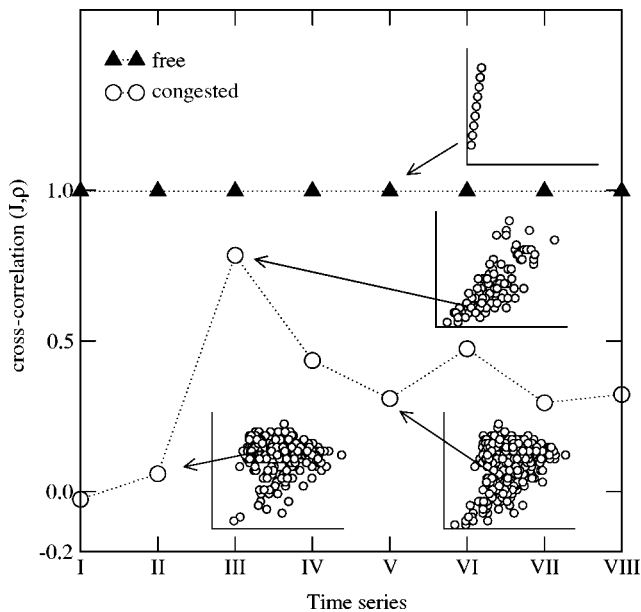 free
congested
cross-correlation (J,ρ)
1.0
0.5
0.0
-0.2
I II III IV V VI VII VIII
Time series